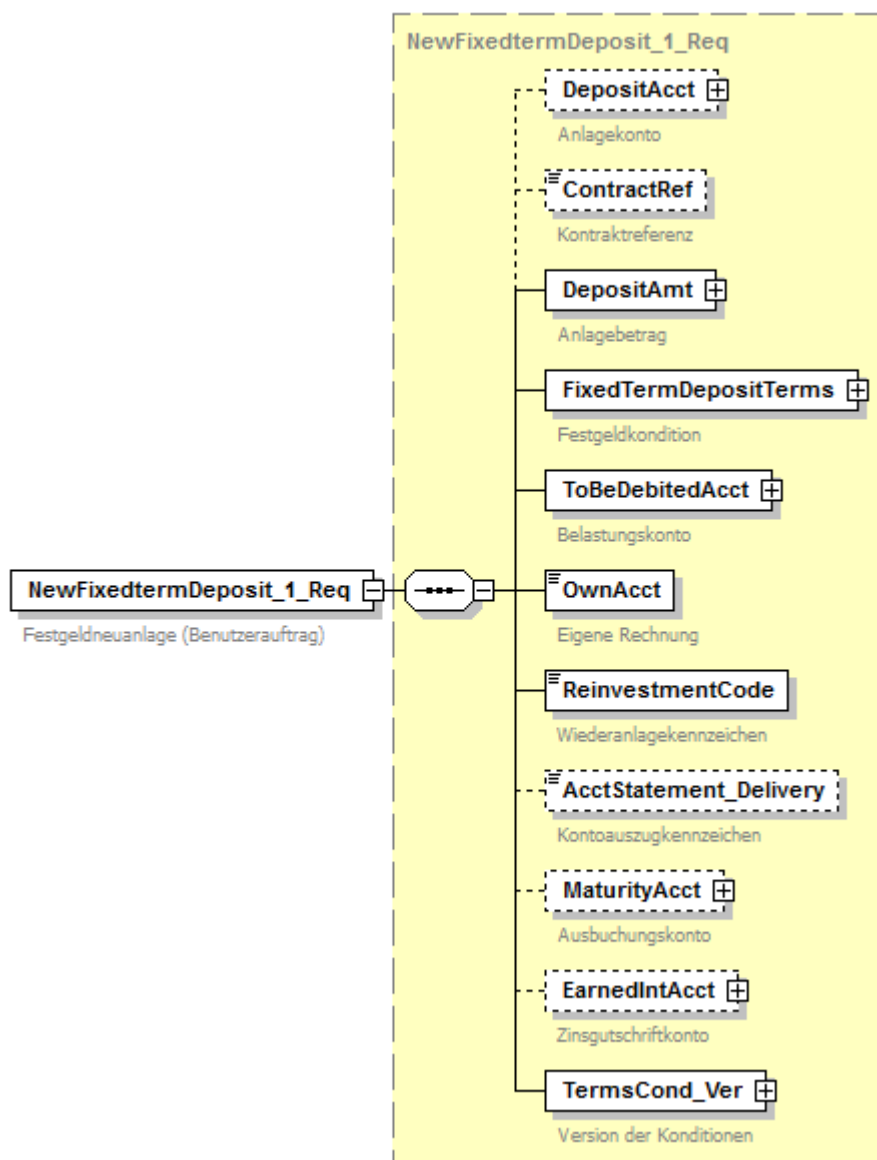 NewFixedtermDeposit_1_Req
DepositAcct
Anlagekonto
ContractRef
Kontraktreferenz
DepositAmt
Anlagebetrag
FixedTermDepositTerms
Festgeldkondition
ToBeDebitedAcct
Belastungskonto
NewFixedtermDeposit_1_Req
Festgeldneuanlage (Benutzerauftrag)
OwnAcct
Eigene Rechnung
ReinvestmentCode
Wiederanlagekennzeichen
AcctStatement_Delivery
Kontoauszugkennzeichen
MaturityAcct
Ausbuchungskonto
EarnedIntAcct
Zinsgutschriftkonto
TermsCond_Ver
Version der Konditionen